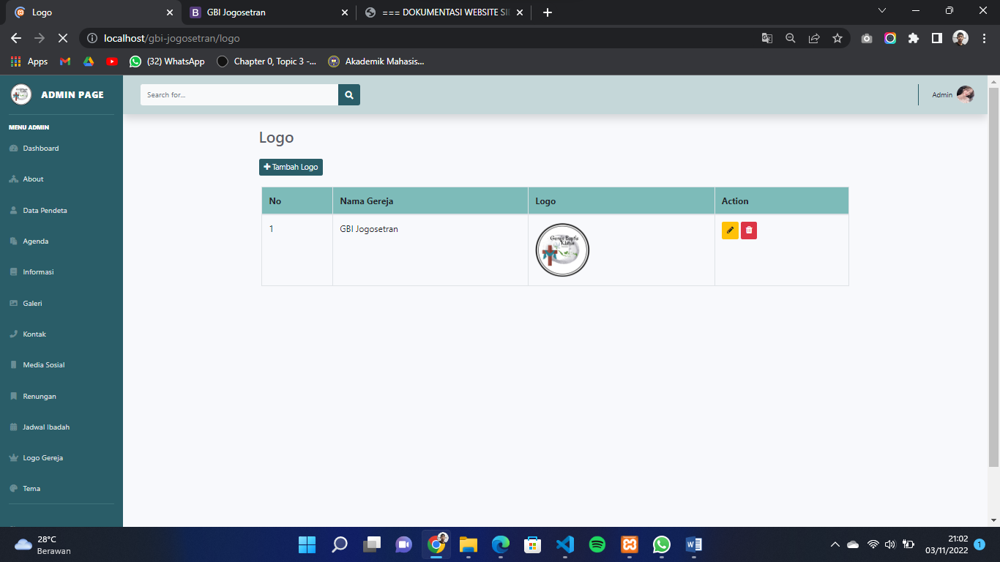 Logo
GBI Jogosetran
=== DOKUMENTASI WEBSITE SI
localhost/gbi-jogosetran/logo
Apps
(32) WhatsApp
Chapter 0, Topic 3 -...
Akademik Mahasis...
ADMIN PAGE
Search for...
Admin
MENU ADMIN
Dashboard
About
Data Pendeta
Agenda
Informasi
Galeri
Kontak
Media Sosial
Renungan
Jadwal Ibadah
Logo Gereja
Tema
Logo
Tambah Logo
No Nama Gereja Logo Action
1 GBI Jogosetran
Gereja Baptis
28°C
Berawan
21:02
03/11/2022
1